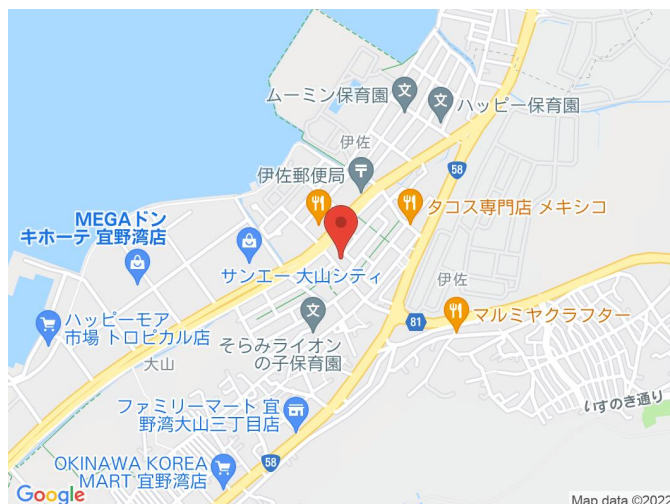 ムーミン保育園
ハッピー保育園
伊佐
伊佐郵便局
58
タコス専門店 メキシコ
MEGAドン
キホーテ 宜野湾店
サンエー 大山シティ
伊佐
ハッピーモア
市場 トロピカル店
81
マルミヤクラフター
大山
そらみライオン
の子保育園
いすのき通り
ファミリーマート 宜
野湾大山三丁目店
OKINAWA KOREA
MART 宜野湾店
58
Google
Map data ©2022